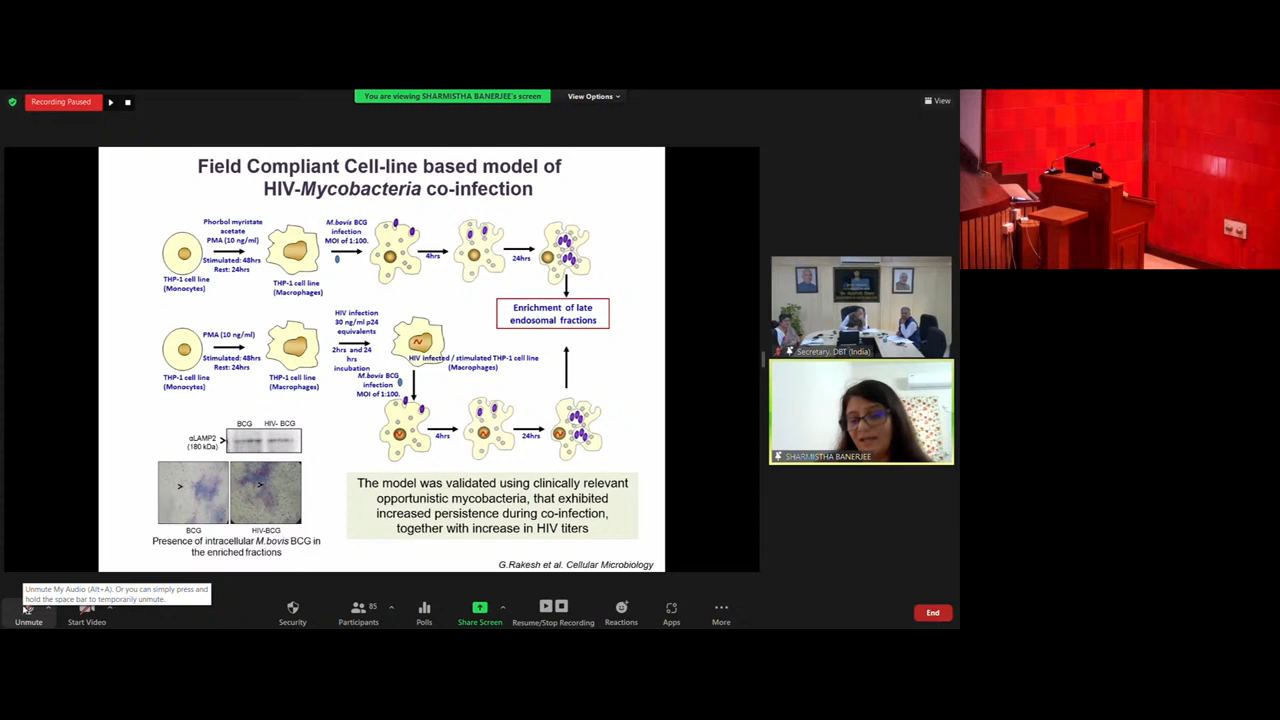 Recording Paused
You are viewing SHARMISTHA BANERJEE's screen
View Options
View
Field Compliant Cell-line based model of
HIV-Mycobacteria co-infection
Phorbol myristate
acetate
PMA (10 ng/ml)
Stimulated: 48hrs
Rest: 24hrs
THP-1 cell line
(Monocytes)
THP-1 cell line
(Macrophages)
M.bovis BCG
infection
MOI of 1:100.
4hrs
24hrs
Enrichment of late
endosomal fractions
PMA (10 ng/ml)
Stimulated: 48hrs
Rest: 24hrs
THP-1 cell line
(Monocytes)
THP-1 cell line
(Macrophages)
HIV infection
30 ng/ml p24
equivalents
2hrs and 24
hrs
incubation
HIV infected / stimulated THP-1 cell line
(Macrophages)
M.bovis BCG
infection
MOI of 1:100.
4hrs
24hrs
BCG HIV- BCG
αLAMP2
(180 kDa)
BCG
HIV-BCG
Presence of intracellular M.bovis BCG in
the enriched fractions
The model was validated using clinically relevant
opportunistic mycobacteria, that exhibited
increased persistence during co-infection,
together with increase in HIV titers
G.Rakesh et al. Cellular Microbiology
Secretary, DBT (India)
SHARMISTHA BANERJEE
Unmute My Audio (Alt+A). Or you can simply press and
hold the space bar to temporarily unmute.
Unmute
Start Video
Security
Participants
85
Polls
Share Screen
Resume/Stop Recording
Reactions
Apps
More
End